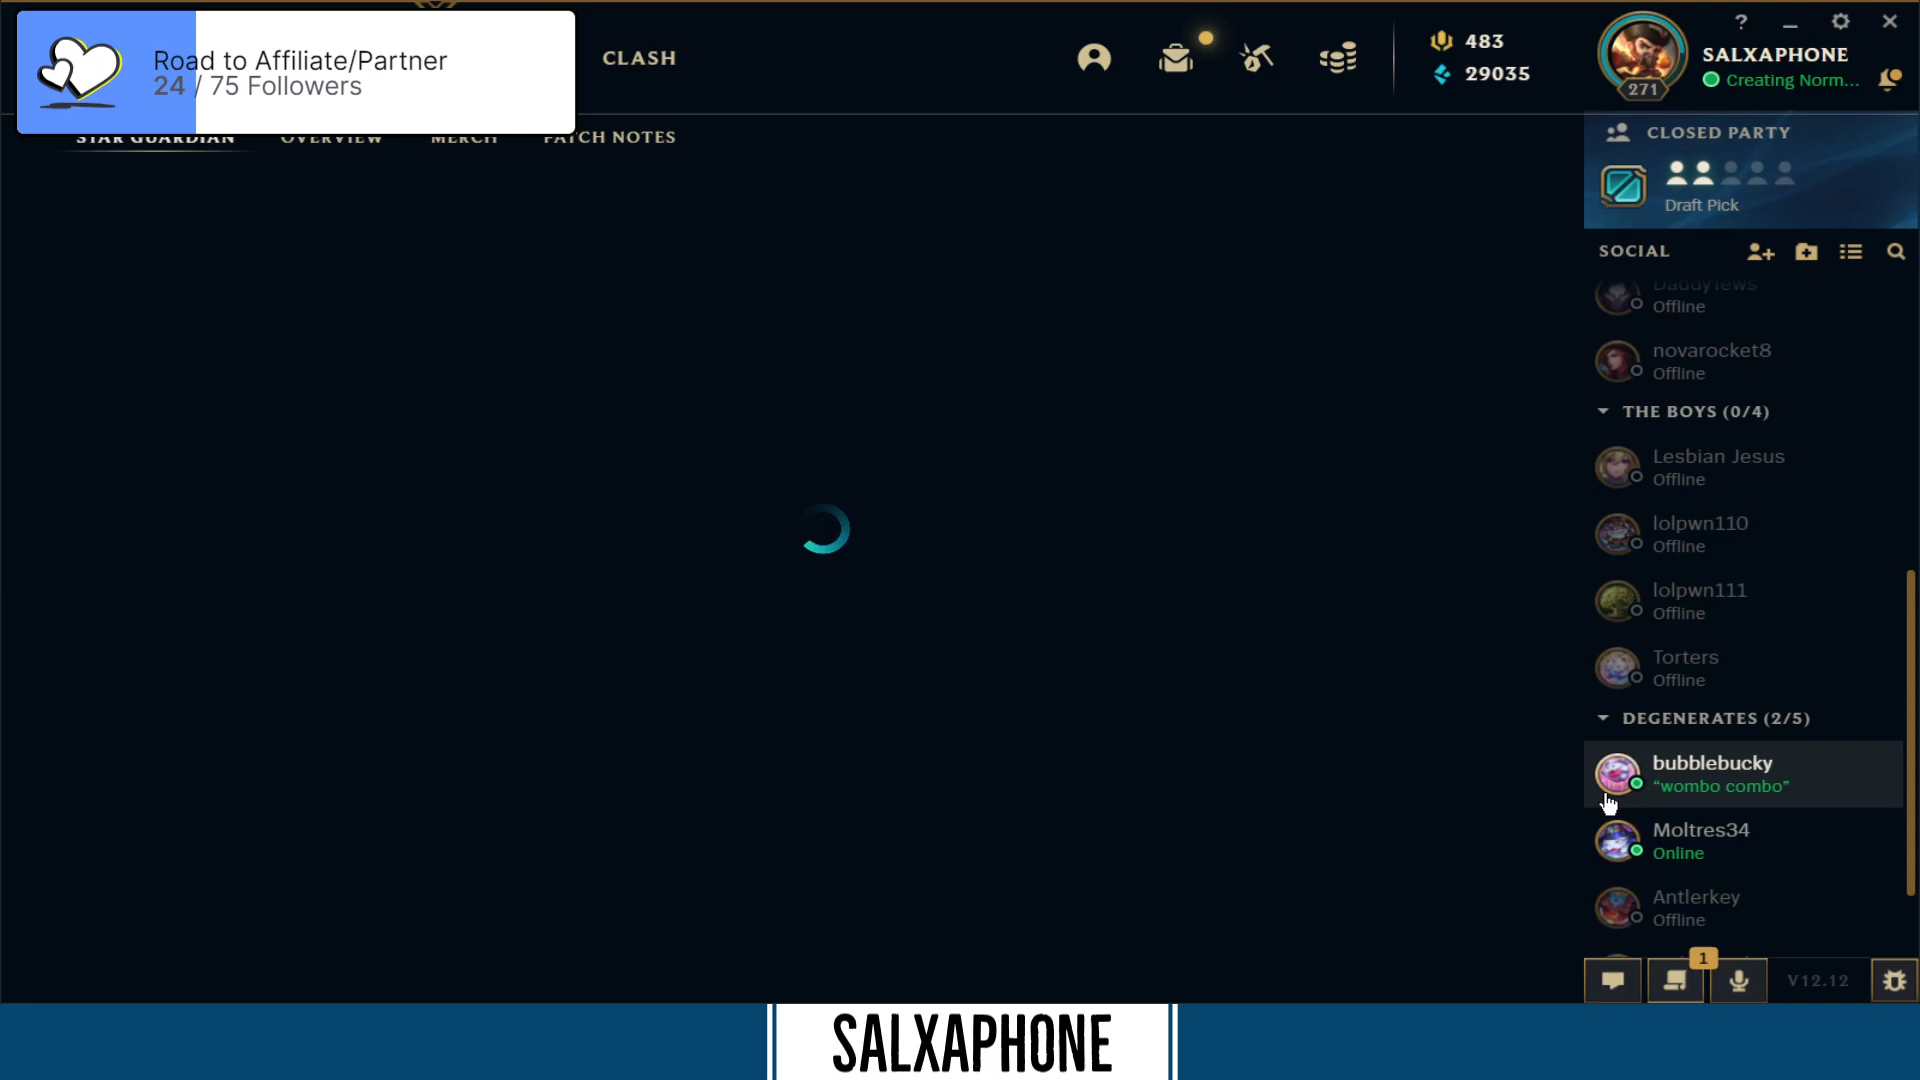 Road to Affiliate/Partner
24 / 75 Followers
CLASH
483
29035
?
271
SALXAPHONE
Creating Norm...
STAR GUARDIAN
OVERVIEW
MERCH
PATCH NOTES
CLOSED PARTY
Draft Pick
SOCIAL
DaddyTews
Offline
novarocket8
Offline
THE BOYS (0/4)
Lesbian Jesus
Offline
lolpwn110
Offline
lolpwn111
Offline
Torters
Offline
DEGENERATES (2/5)
bubblebucky
“wombo combo”
Moltres34
Online
Antlerkey
Offline
1
V12.12
SALXAPHONE